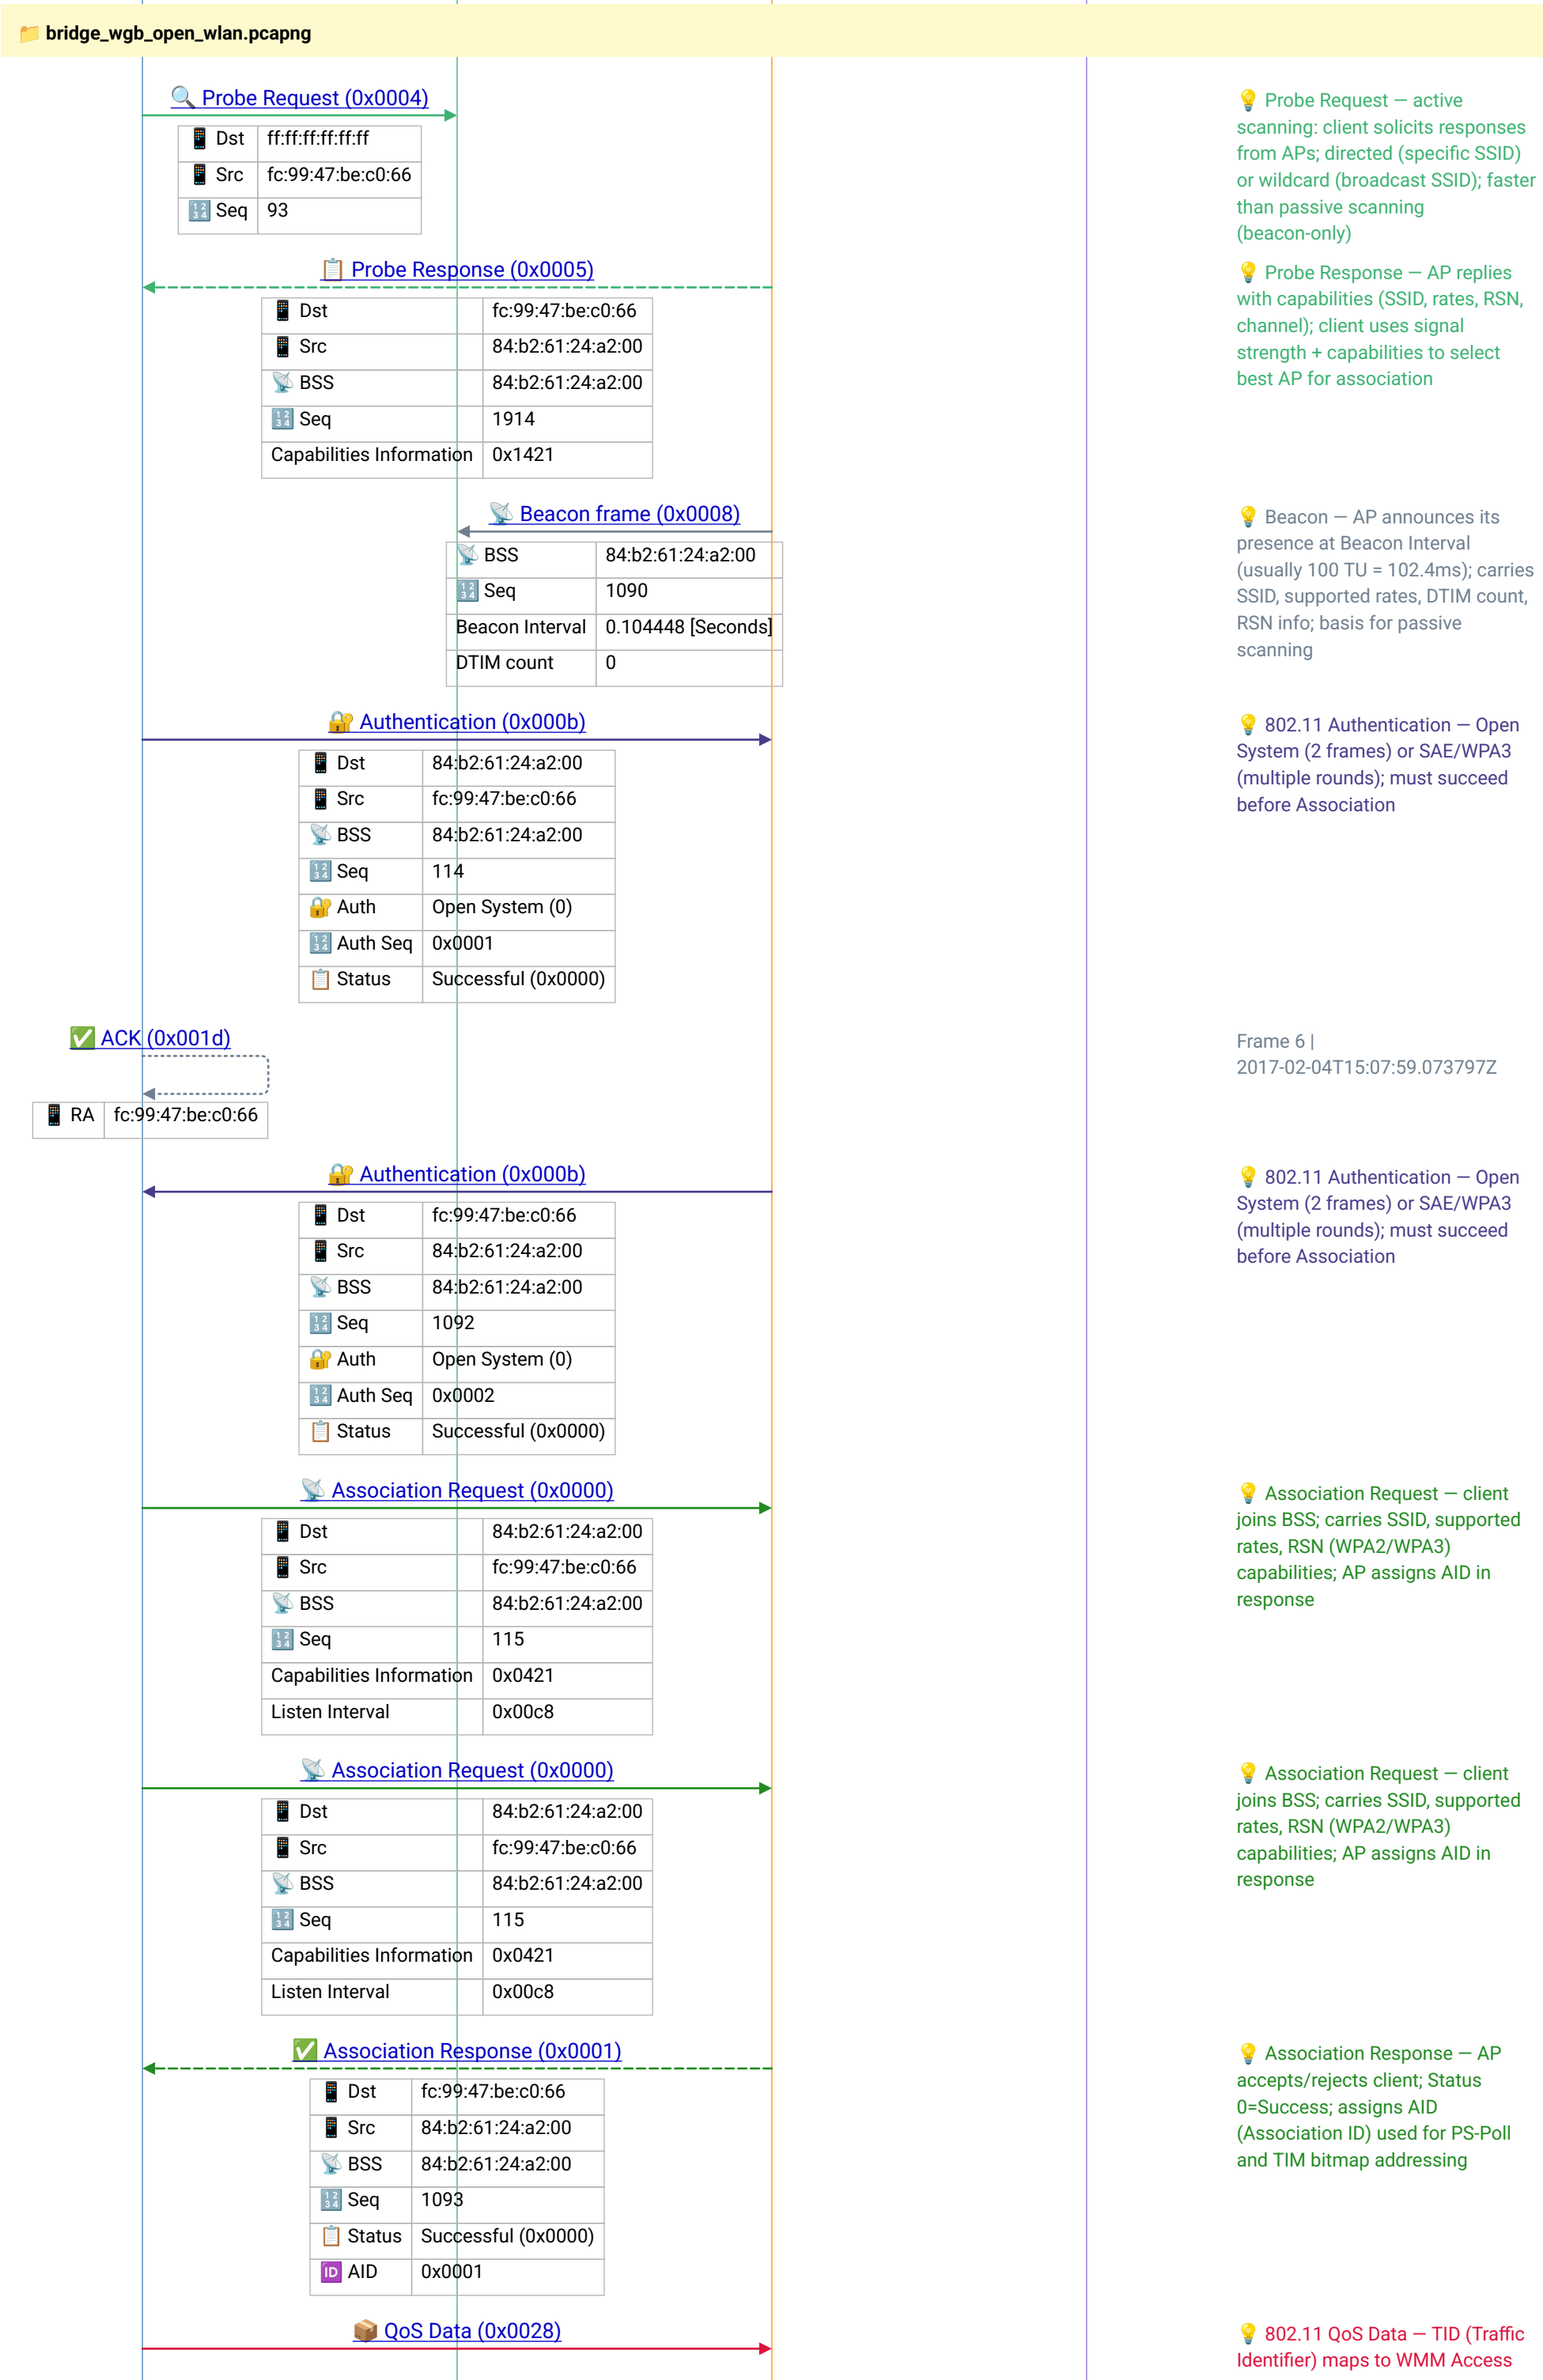 bridge_wgb_open_wlan.pcapng
Probe Request (0x0004)
Dst ff:ff:ff:ff:ff:ff
Src fc:99:47:be:c0:66
Seq 93
💡 Probe Request — active
scanning: client solicits responses
from APs; directed (specific SSID)
or wildcard (broadcast SSID); faster
than passive scanning
(beacon-only)
Probe Response (0x0005)
Dst fc:99:47:be:c0:66
Src 84:b2:61:24:a2:00
BSS 84:b2:61:24:a2:00
Seq 1914
Capabilities Information 0x1421
💡 Probe Response — AP replies
with capabilities (SSID, rates, RSN,
channel); client uses signal
strength + capabilities to select
best AP for association
Beacon frame (0x0008)
BSS 84:b2:61:24:a2:00
Seq 1090
Beacon Interval 0.104448 [Seconds]
DTIM count 0
💡 Beacon — AP announces its
presence at Beacon Interval
(usually 100 TU = 102.4ms); carries
SSID, supported rates, DTIM count,
RSN info; basis for passive
scanning
Authentication (0x000b)
Dst 84:b2:61:24:a2:00
Src fc:99:47:be:c0:66
BSS 84:b2:61:24:a2:00
Seq 114
Auth Open System (0)
Auth Seq 0x0001
Status Successful (0x0000)
💡 802.11 Authentication — Open
System (2 frames) or SAE/WPA3
(multiple rounds); must succeed
before Association
ACK (0x001d)
RA fc:99:47:be:c0:66
Frame 6 |
2017-02-04T15:07:59.073797Z
Authentication (0x000b)
Dst fc:99:47:be:c0:66
Src 84:b2:61:24:a2:00
BSS 84:b2:61:24:a2:00
Seq 1092
Auth Open System (0)
Auth Seq 0x0002
Status Successful (0x0000)
💡 802.11 Authentication — Open
System (2 frames) or SAE/WPA3
(multiple rounds); must succeed
before Association
Association Request (0x0000)
Dst 84:b2:61:24:a2:00
Src fc:99:47:be:c0:66
BSS 84:b2:61:24:a2:00
Seq 115
Capabilities Information 0x0421
Listen Interval 0x00c8
💡 Association Request — client
joins BSS; carries SSID, supported
rates, RSN (WPA2/WPA3)
capabilities; AP assigns AID in
response
Association Request (0x0000)
Dst 84:b2:61:24:a2:00
Src fc:99:47:be:c0:66
BSS 84:b2:61:24:a2:00
Seq 115
Capabilities Information 0x0421
Listen Interval 0x00c8
💡 Association Request — client
joins BSS; carries SSID, supported
rates, RSN (WPA2/WPA3)
capabilities; AP assigns AID in
response
Association Response (0x0001)
Dst fc:99:47:be:c0:66
Src 84:b2:61:24:a2:00
BSS 84:b2:61:24:a2:00
Seq 1093
Status Successful (0x0000)
AID 0x0001
💡 Association Response — AP
accepts/rejects client; Status
0=Success; assigns AID
(Association ID) used for PS-Poll
and TIM bitmap addressing
QoS Data (0x0028)
💡 802.11 QoS Data — TID (Traffic
Identifier) maps to WMM Access